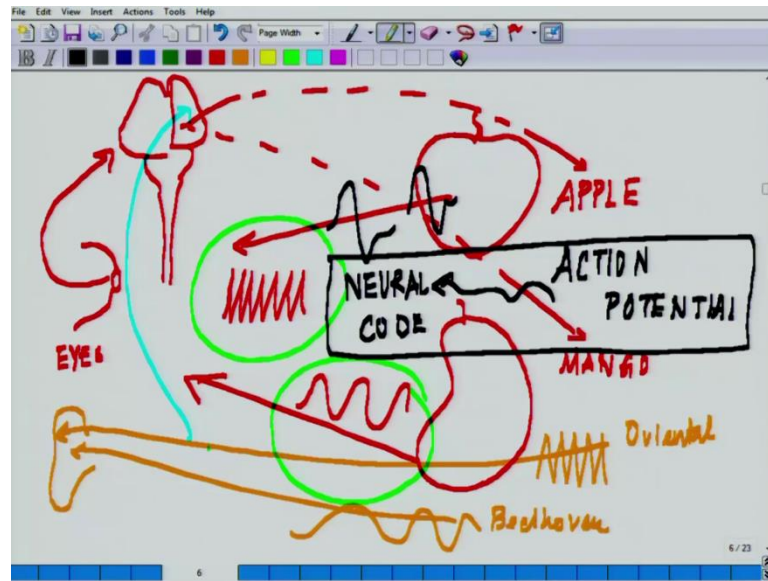 File Edit View Insert Actions Tools Help
Page Width
B I
APPLE
NEURAL
CODE
ACTION
POTENTIAL
EYES
MANGO
Oriental
Beethoven
6/23
6